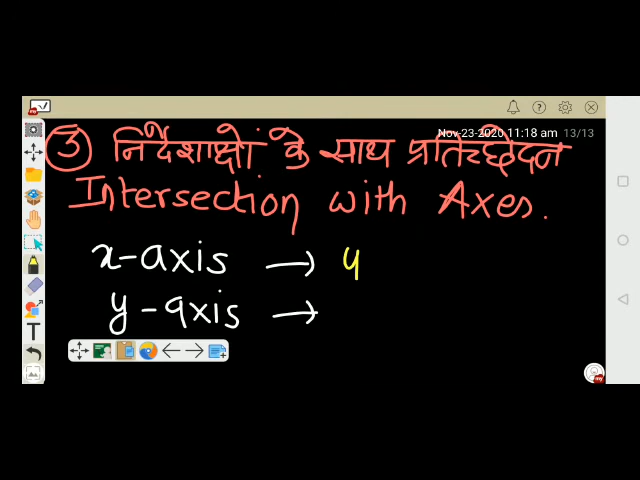 Nov-23-2020 11:18 am 13/13
③ निर्देशाक्षों के साथ प्रतिच्छेदन
Intersection with Axes.
x-axis → y
y-axis →
T